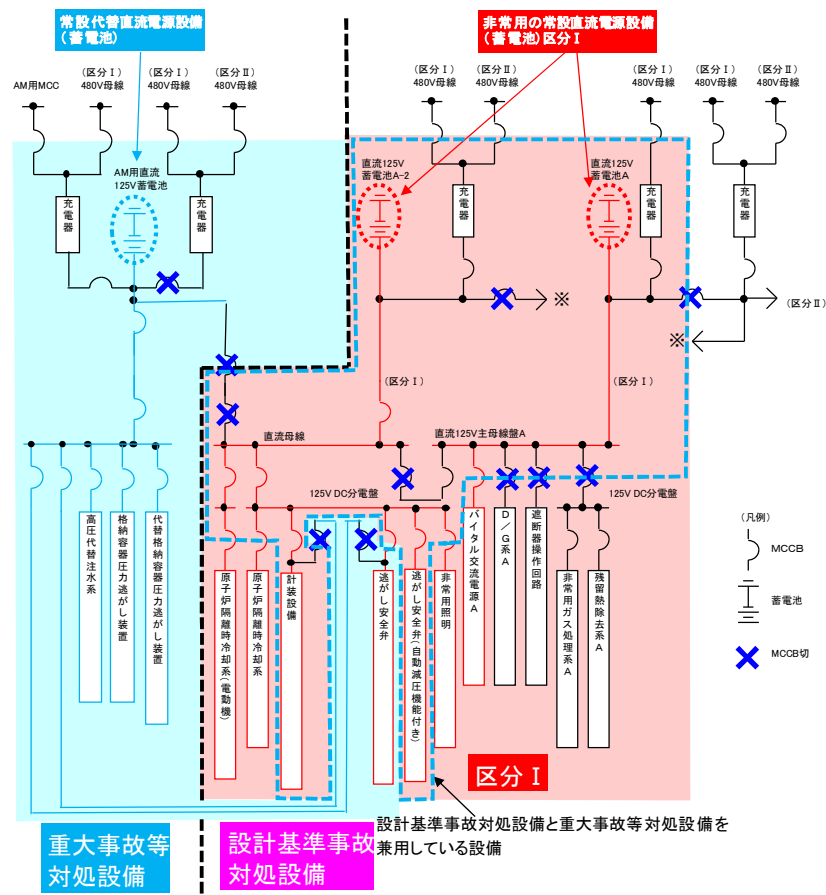 常設代替直流電源設備
(蓄電池)
非常用の常設直流電源設備
(蓄電池)区分Ⅰ
AM用MCC
(区分Ⅰ)
480V母線
(区分Ⅰ)
480V母線
(区分Ⅱ)
480V母線
(区分Ⅰ)
480V母線
(区分Ⅱ)
480V母線
(区分Ⅰ)
480V母線
(区分Ⅰ)
480V母線
(区分Ⅱ)
480V母線
AM用直流
125V蓄電池
直流125V
蓄電池A-2
直流125V
蓄電池A
充電器
充電器
充電器
充電器
充電器
※
(区分Ⅱ)
※
(区分Ⅰ)
(区分Ⅰ)
直流母線
直流125V主母線盤A
125V DC分電盤
125V DC分電盤
高圧代替注水系
格納容器圧力逃がし装置
代替格納容器圧力逃がし装置
原子炉隔離時冷却系(電動機)
原子炉隔離時冷却系
計装設備
逃がし安全弁
逃がし安全弁(自動減圧機能付き)
非常用照明
バイタル交流電源A
D/G系A
遮断器操作回路
非常用ガス処理系A
残留熱除去系A
(凡例)
MCCB
蓄電池
MCCB切
区分Ⅰ
設計基準事故対処設備と重大事故等対処設備を
兼用している設備
重大事故等
対処設備
設計基準事故
対処設備